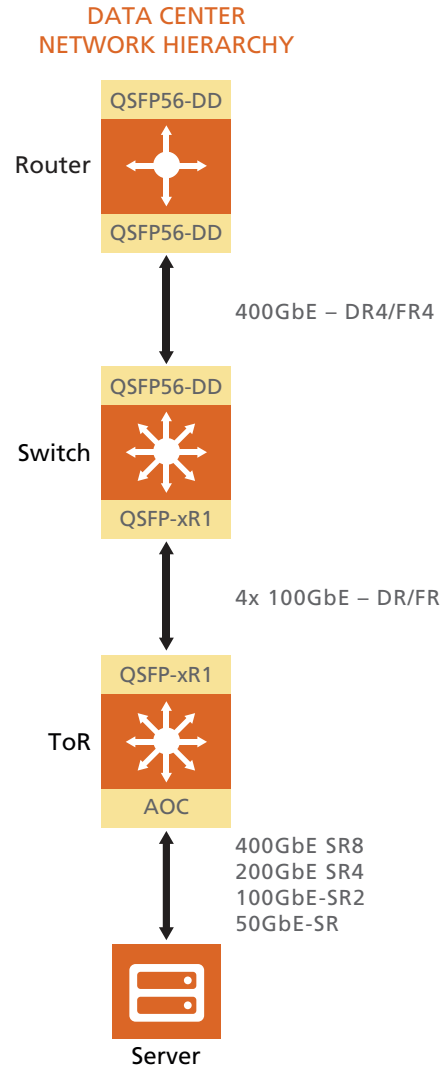 DATA CENTER
NETWORK HIERARCHY
QSFP56-DD
Router
QSFP56-DD
400GbE – DR4/FR4
QSFP56-DD
Switch
QSFP-xR1
4x 100GbE – DR/FR
QSFP-xR1
ToR
AOC
400GbE SR8
200GbE SR4
100GbE-SR2
50GbE-SR
Server